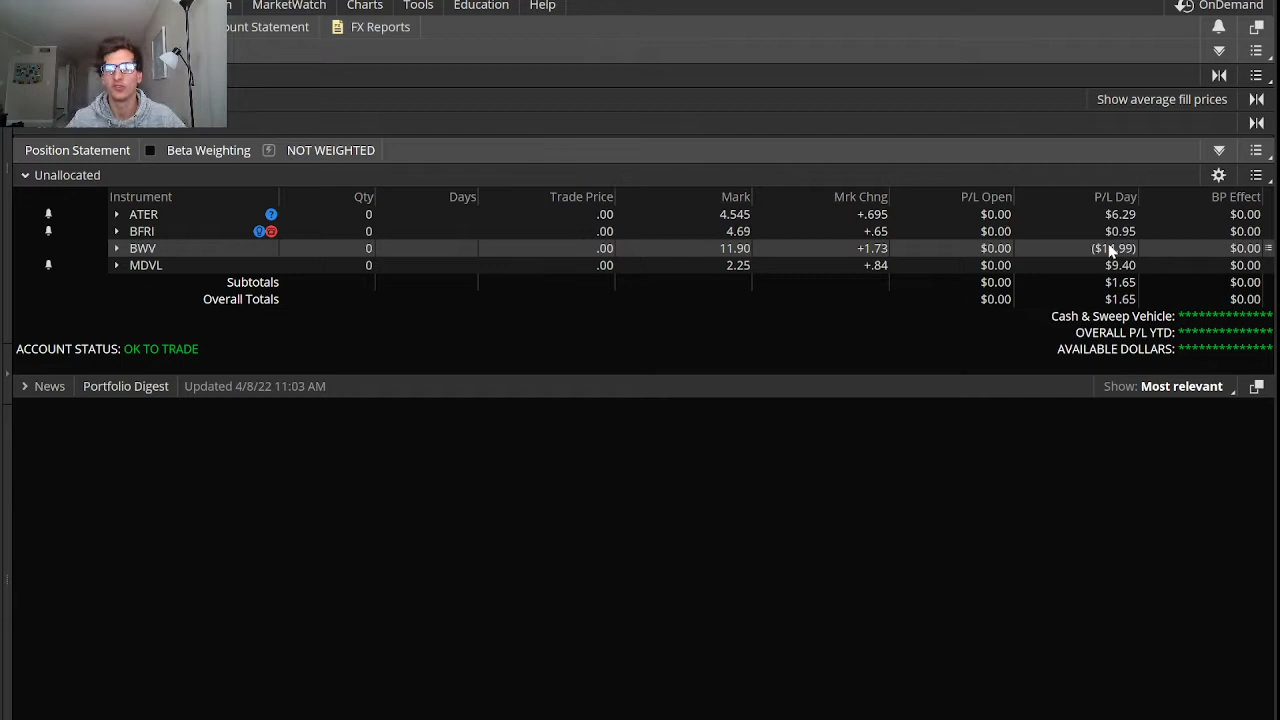 MarketWatch Charts Tools Education Help OnDemand
ount Statement FX Reports
Show average fill prices
Position Statement Beta Weighting NOT WEIGHTED
Unallocated
Instrument Qty Days Trade Price Mark Mrk Chng P/L Open P/L Day BP Effect
ATER 0 .00 4.545 +.695 $0.00 $6.29 $0.00
BFRI 0 .00 4.69 +.65 $0.00 $0.95 $0.00
BWV 0 .00 11.90 +1.73 $0.00 $0.00
MDVL 0 .00 2.25 +.84 $0.00 $9.40 $0.00
Subtotals $0.00 $1.65 $0.00
Overall Totals $0.00 $1.65 $0.00
Cash & Sweep Vehicle: **************
OVERALL P/L YTD: **************
ACCOUNT STATUS: OK TO TRADE AVAILABLE DOLLARS: **************
News Portfolio Digest Updated 4/8/22 11:03 AM Show: Most relevant